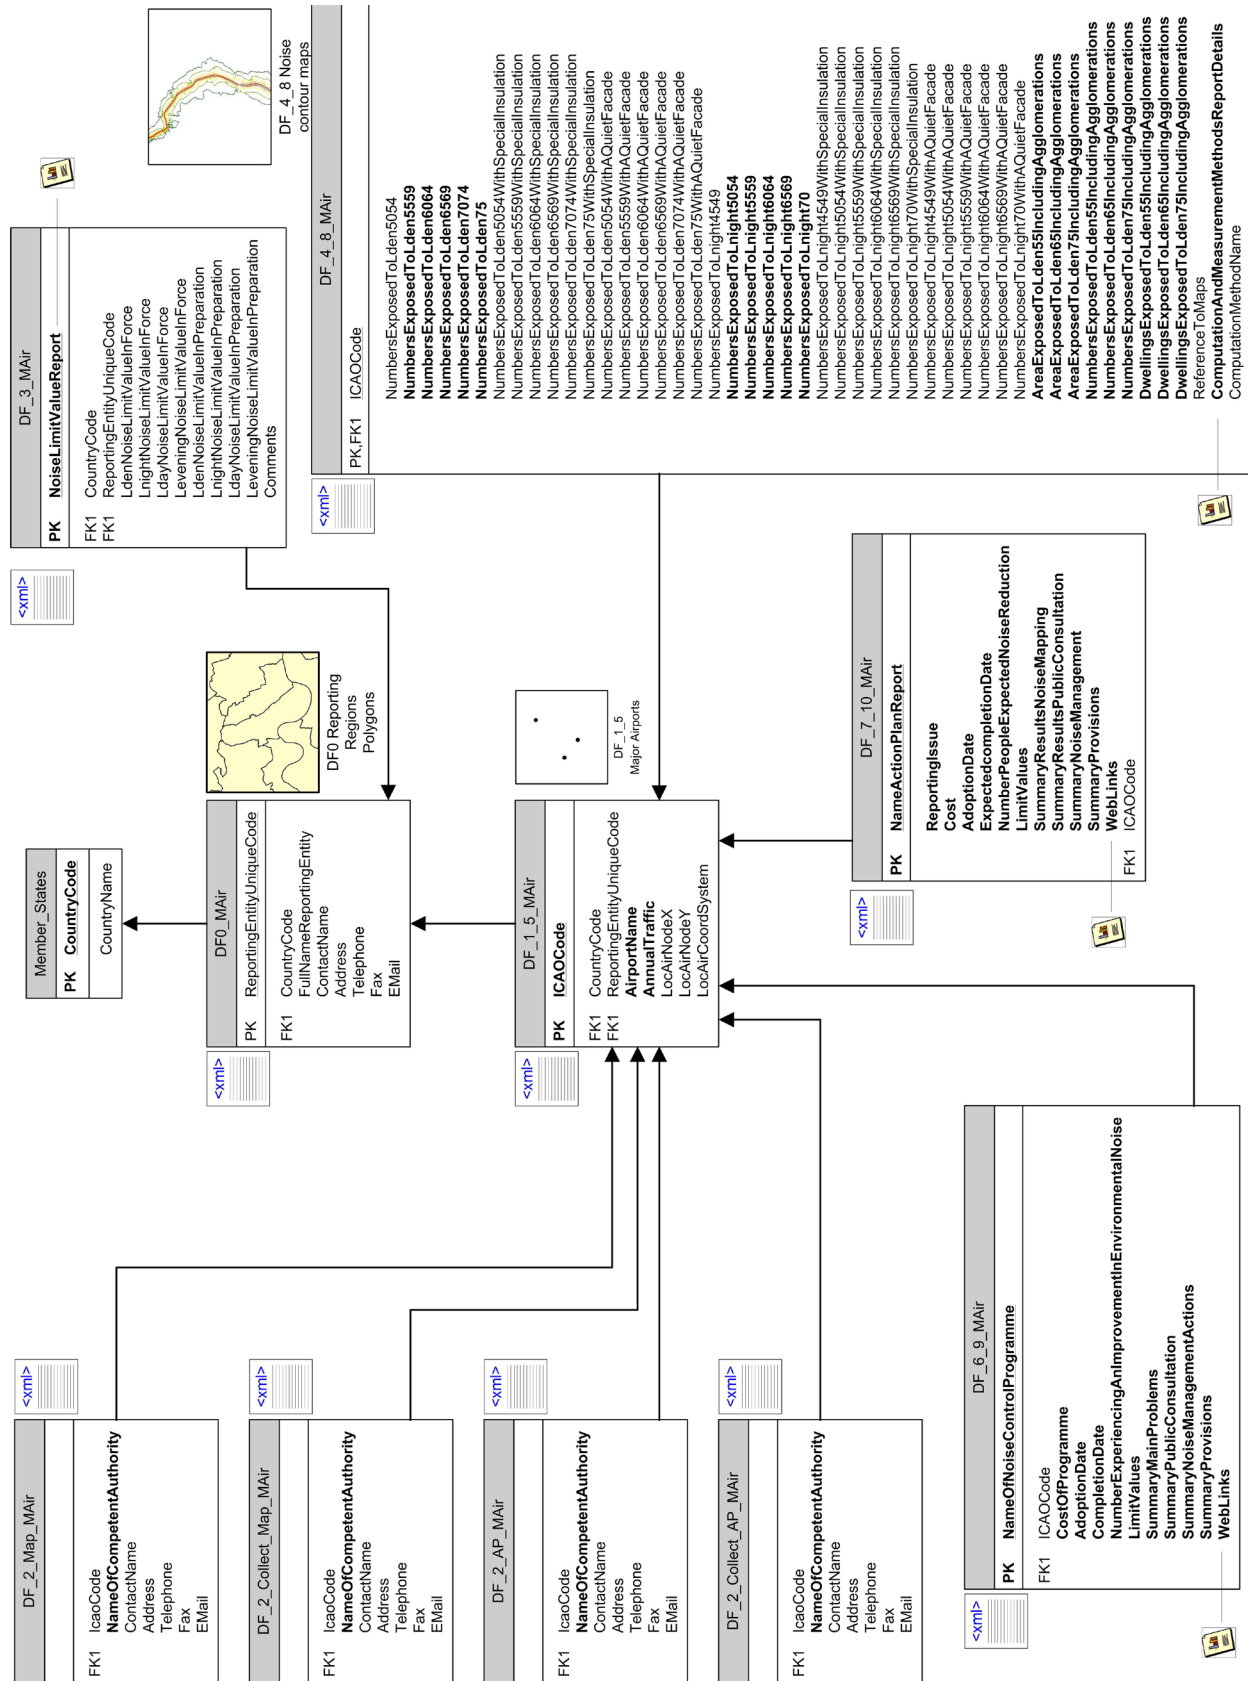 DF_2_Map_MAir
FK1 IcaoCode
NameOfCompetentAuthority
ContactName
Address
Telephone
Fax
EMail
<xml>
DF_2_Collect_Map_MAir
FK1 IcaoCode
NameOfCompetentAuthority
ContactName
Address
Telephone
Fax
EMail
<xml>
DF_2_AP_MAir
FK1 IcaoCode
NameOfCompetentAuthority
ContactName
Address
Telephone
Fax
EMail
<xml>
DF_2_Collect_AP_MAir
FK1 IcaoCode
NameOfCompetentAuthority
ContactName
Address
Telephone
Fax
EMail
<xml>
<xml>
DF_6_9_MAir
PK NameOfNoiseControlProgramme
FK1 ICAOCode
CostOfProgramme
AdoptionDate
CompletionDate
NumberExperiencingAnImprovementInEnvironmentalNoise
LimitValues
SummaryMainProblems
SummaryPublicConsultation
SummaryNoiseManagementActions
SummaryProvisions
WebLinks
Member_States
PK CountryCode
CountryName
<xml>
DF0_MAir
PK ReportingEntityUniqueCode
FK1 CountryCode
FullNameReportingEntity
ContactName
Address
Telephone
Fax
EMail
DF0 Reporting
Regions
Polygons
<xml>
DF_1_5_MAir
PK ICAOCode
FK1 CountryCode
FK1 ReportingEntityUniqueCode
AirportName
AnnualTraffic
LocAirNodeX
LocAirNodeY
LocAirCoordSystem
DF_1_5
Major Airports
<xml>
DF_7_10_MAir
PK NameActionPlanReport
ReportingIssue
Cost
AdoptionDate
ExpectedcompletionDate
NumberPeopleExpectedNoiseReduction
LimitValues
SummaryResultsNoiseMapping
SummaryResultsPublicConsultation
SummaryNoiseManagement
SummaryProvisions
WebLinks
FK1 ICAOCode
<xml>
DF_3_MAir
PK NoiseLimitValueReport
FK1 CountryCode
FK1 ReportingEntityUniqueCode
LdenNoiseLimitValueInForce
LnightNoiseLimitValueInForce
LdayNoiseLimitValueInForce
LeveningNoiseLimitValueInForce
LdenNoiseLimitValueInPreparation
LnightNoiseLimitValueInPreparation
LdayNoiseLimitValueInPreparation
LeveningNoiseLimitValueInPreparation
Comments
DF_4_8 Noise
contour maps
<xml>
DF_4_8_MAir
PK,FK1 ICAOCode
NumbersExposedToLden5054
NumbersExposedToLden5559
NumbersExposedToLden6064
NumbersExposedToLden6569
NumbersExposedToLden7074
NumbersExposedToLden75
NumbersExposedToLden5054WithSpecialInsulation
NumbersExposedToLden5559WithSpecialInsulation
NumbersExposedToLden6064WithSpecialInsulation
NumbersExposedToLden6569WithSpecialInsulation
NumbersExposedToLden7074WithSpecialInsulation
NumbersExposedToLden75WithSpecialInsulation
NumbersExposedToLden5054WithAQuietFacade
NumbersExposedToLden5559WithAQuietFacade
NumbersExposedToLden6064WithAQuietFacade
NumbersExposedToLden6569WithAQuietFacade
NumbersExposedToLden7074WithAQuietFacade
NumbersExposedToLden75WithAQuietFacade
NumbersExposedToLnight4549
NumbersExposedToLnight5054
NumbersExposedToLnight5559
NumbersExposedToLnight6064
NumbersExposedToLnight6569
NumbersExposedToLnight70
NumbersExposedToLnight4549WithSpecialInsulation
NumbersExposedToLnight5054WithSpecialInsulation
NumbersExposedToLnight5559WithSpecialInsulation
NumbersExposedToLnight6064WithSpecialInsulation
NumbersExposedToLnight6569WithSpecialInsulation
NumbersExposedToLnight70WithSpecialInsulation
NumbersExposedToLnight4549WithAQuietFacade
NumbersExposedToLnight5054WithAQuietFacade
NumbersExposedToLnight5559WithAQuietFacade
NumbersExposedToLnight6064WithAQuietFacade
NumbersExposedToLnight6569WithAQuietFacade
NumbersExposedToLnight70WithAQuietFacade
AreaExposedToLden55IncludingAgglomerations
AreaExposedToLden65IncludingAgglomerations
AreaExposedToLden75IncludingAgglomerations
NumbersExposedToLden55IncludingAgglomerations
NumbersExposedToLden65IncludingAgglomerations
NumbersExposedToLden75IncludingAgglomerations
DwellingsExposedToLden55IncludingAgglomerations
DwellingsExposedToLden65IncludingAgglomerations
DwellingsExposedToLden75IncludingAgglomerations
ReferenceToMaps
ComputationAndMeasurementMethodsReportDetails
ComputationMethodName